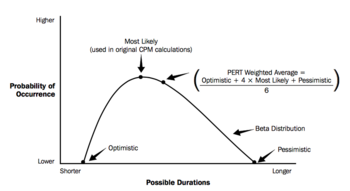 Higher
Most Likely
(used in original CPM calculations)
PERT Weighted Average =
Optimistic + 4 × Most Likely + Pessimistic
6
Probability of
Occurrence
Beta Distribution
Optimistic
Pessimistic
Lower
Shorter
Longer
Possible Durations